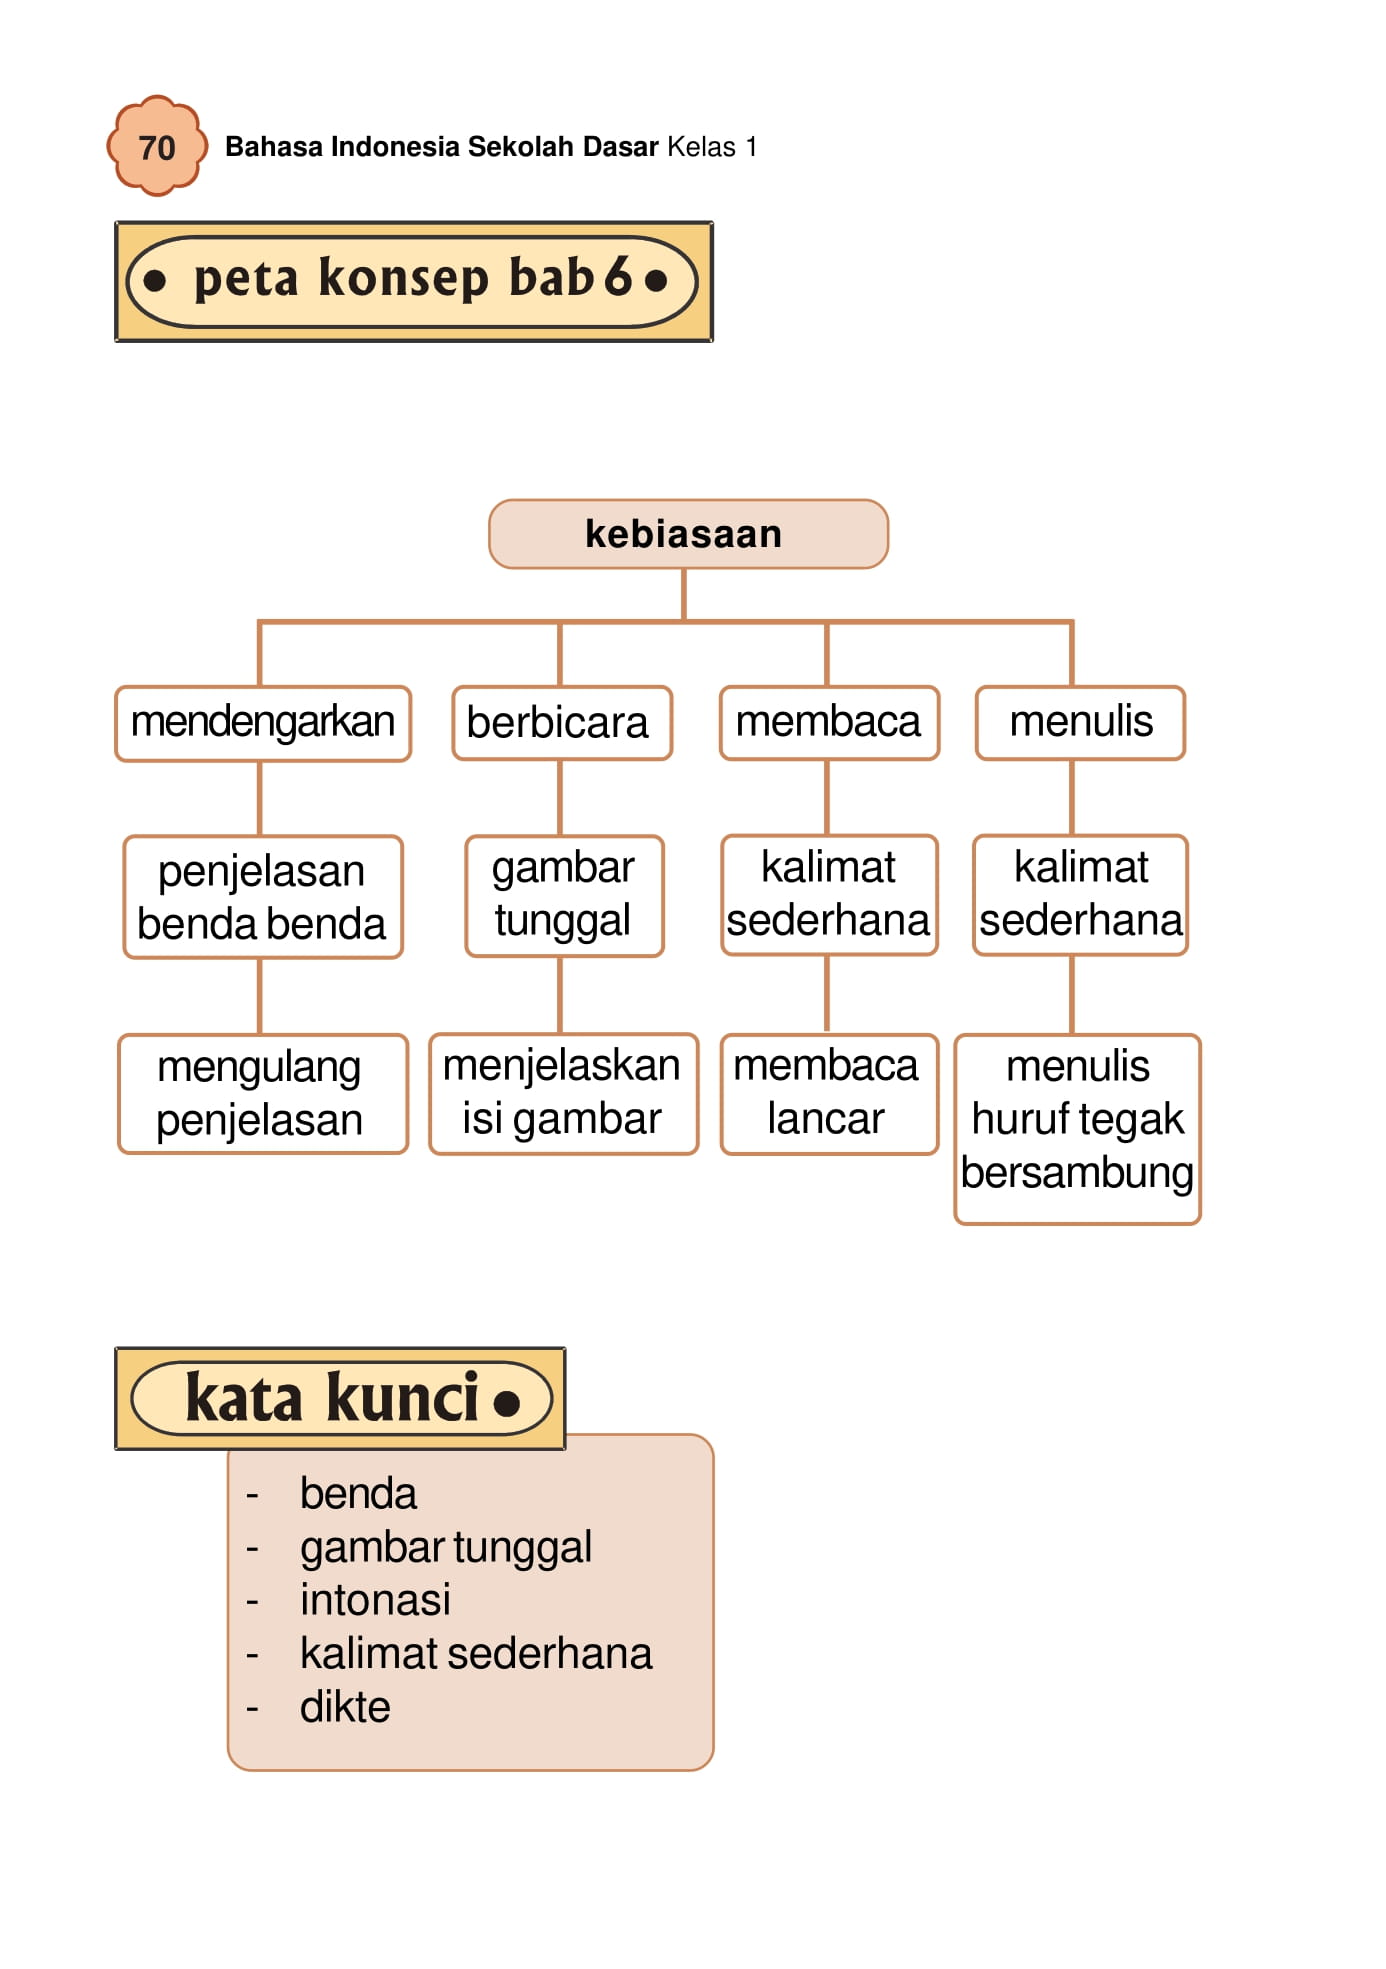 70
Bahasa Indonesia Sekolah Dasar Kelas 1
• peta konsep bab 6 •
kebiasaan
mendengarkan
berbicara
membaca
menulis
penjelasan
benda benda
gambar
tunggal
kalimat
sederhana
kalimat
sederhana
mengulang
penjelasan
menjelaskan
isi gambar
membaca
lancar
menulis
huruf tegak
bersambung
kata kunci •
- benda
- gambar tunggal
- intonasi
- kalimat sederhana
- dikte